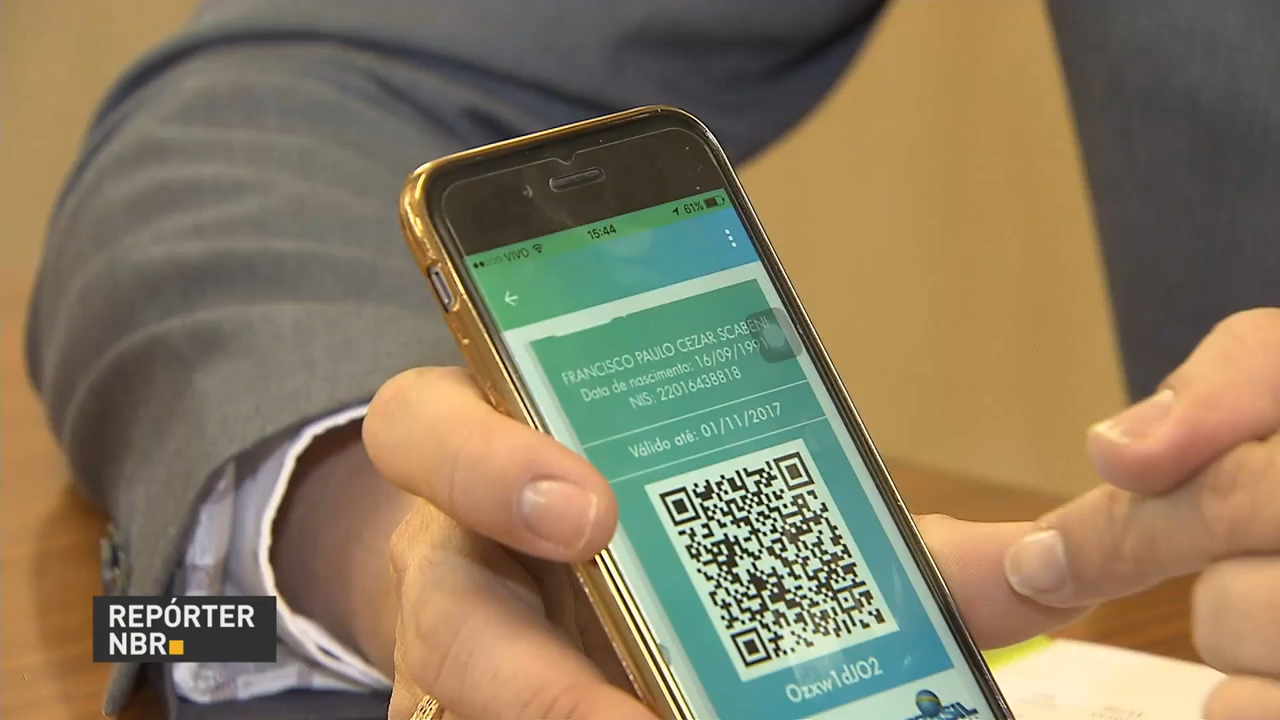 VIVO 15:44 61%
FRANCISCO PAULO CEZAR SCABENI
Data de nascimento: 16/09/1991
NIS: 22016438818
Válido até: 01/11/2017
Ozxw1dJO2
REPÓRTER
NBR